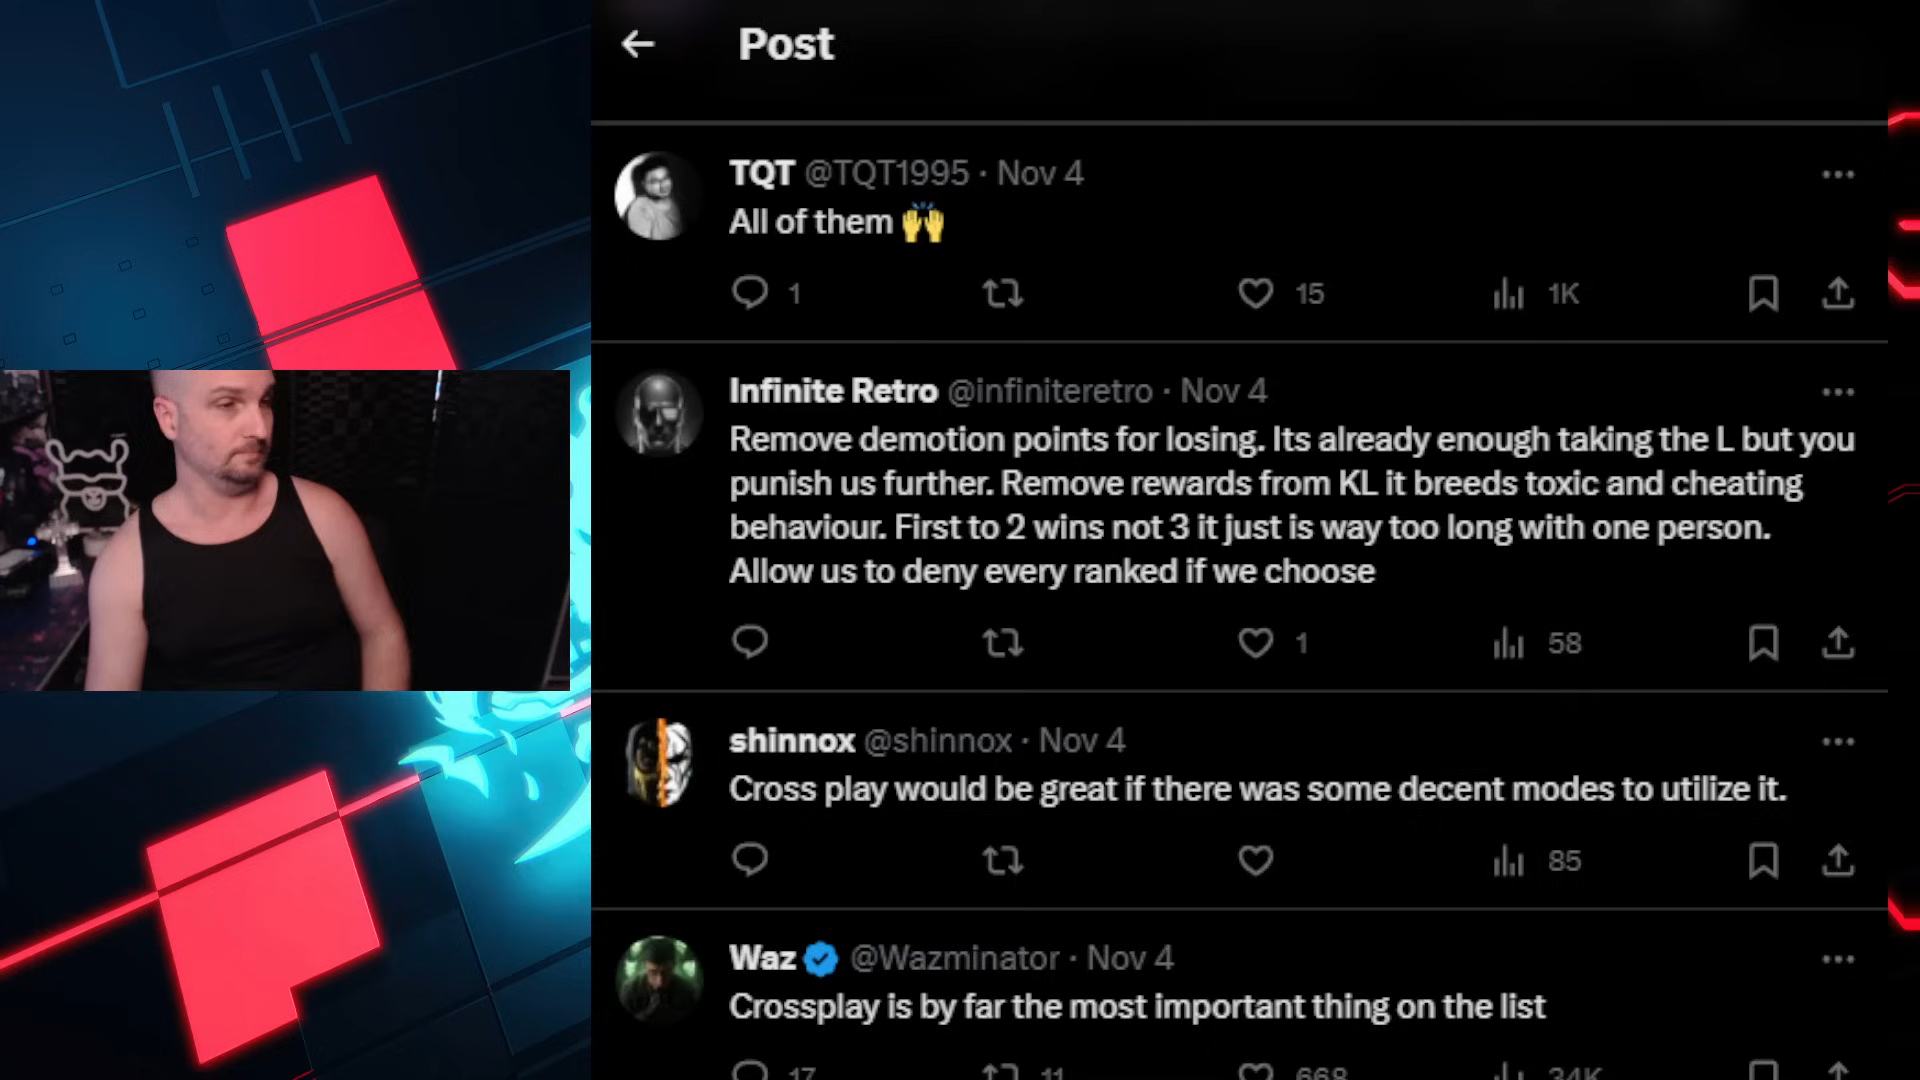 Post
TQT @TQT1995 · Nov 4
All of them 🙌
1 15 1K
Infinite Retro @infiniteretro · Nov 4
Remove demotion points for losing. Its already enough taking the L but you
punish us further. Remove rewards from KL it breeds toxic and cheating
behaviour. First to 2 wins not 3 it just is way too long with one person.
Allow us to deny every ranked if we choose
1 58
shinnox @shinnox · Nov 4
Cross play would be great if there was some decent modes to utilize it.
85
Waz @Wazminator · Nov 4
Crossplay is by far the most important thing on the list
17 11 668 34K